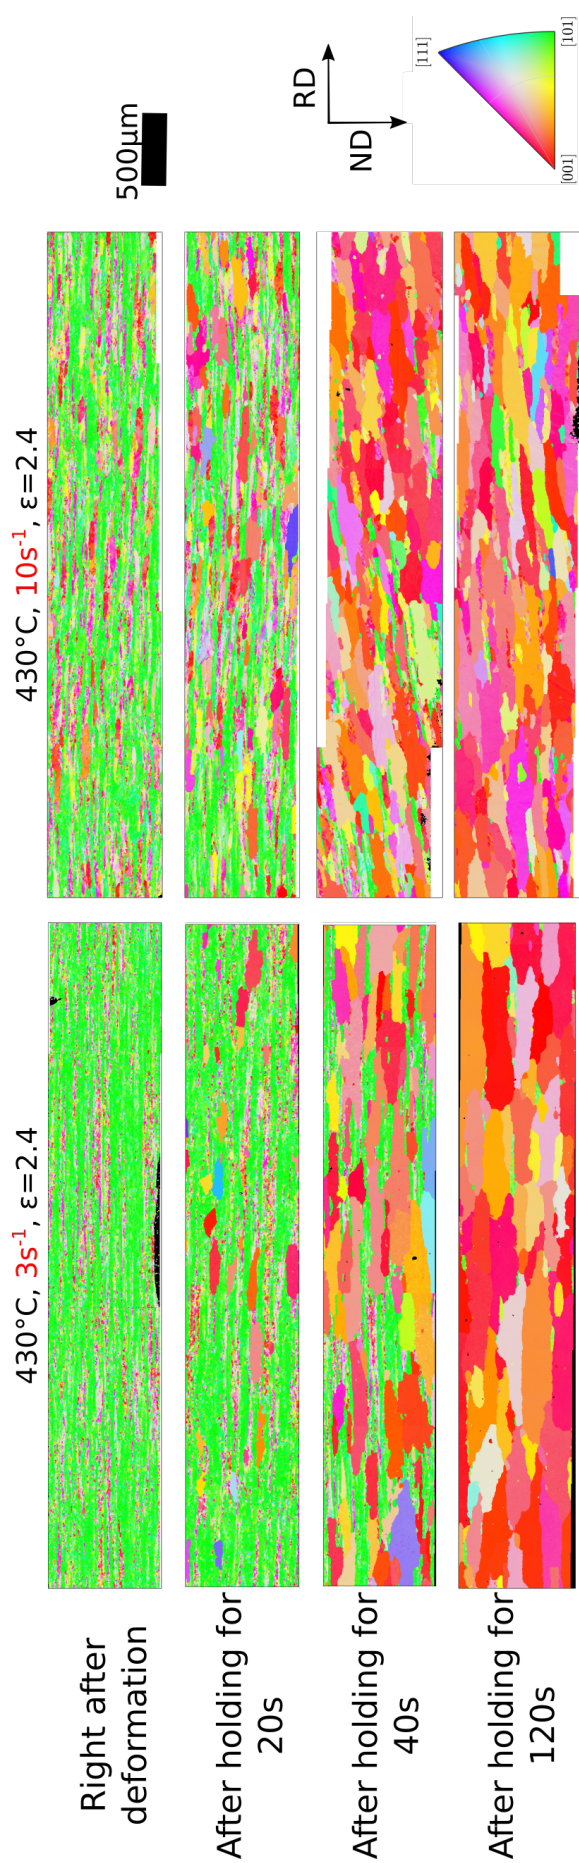 430°C, 3s⁻¹, ε=2.4
430°C, 10s⁻¹, ε=2.4
500μm
Right after
deformation
After holding for
20s
After holding for
40s
After holding for
120s
RD
ND
[111]
[001]
[101]